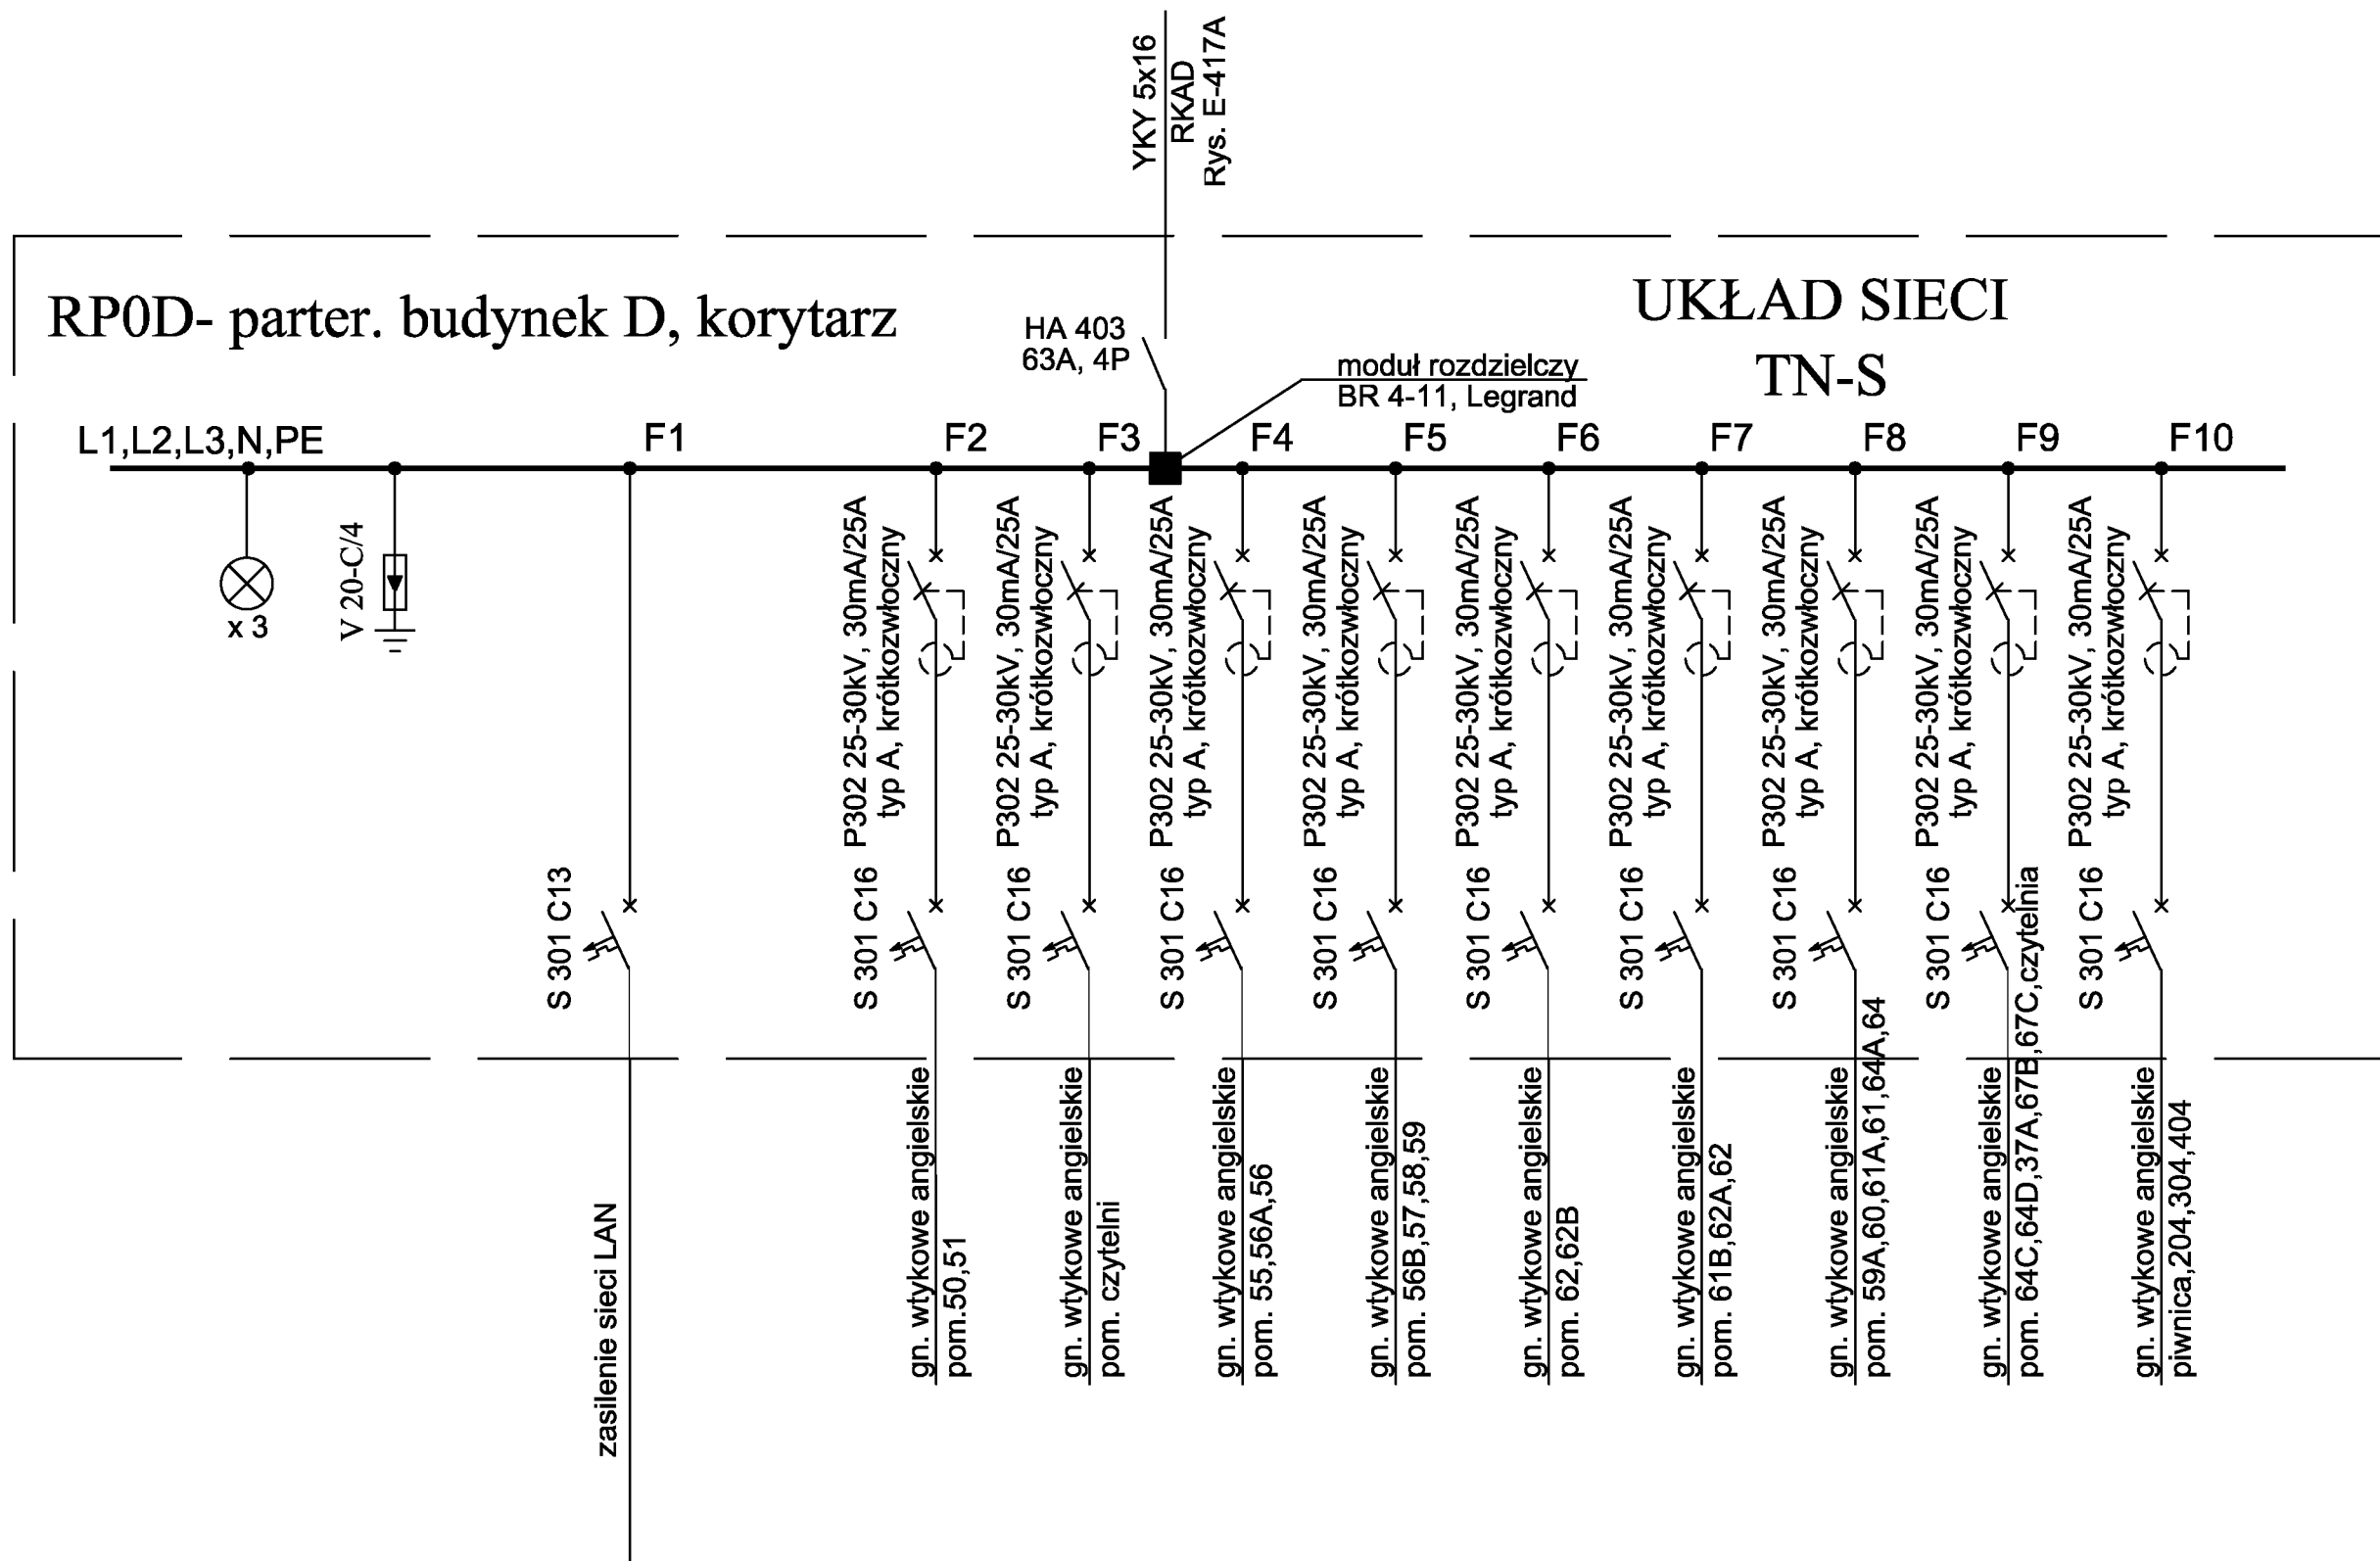 YKY 5x16
RKAD
Rys. E-417A
RP0D- parter. budynek D, korytarz
UKŁAD SIECI
TN-S
HA 403
63A, 4P
moduł rozdzielczy
BR 4-11, Legrand
L1,L2,L3,N,PE
F1
F2
F3
F4
F5
F6
F7
F8
F9
F10
x 3
V 20-C/4
P302 25-30kV, 30mA/25A
typ A, krótkozwłoczny
P302 25-30kV, 30mA/25A
typ A, krótkozwłoczny
P302 25-30kV, 30mA/25A
typ A, krótkozwłoczny
P302 25-30kV, 30mA/25A
typ A, krótkozwłoczny
P302 25-30kV, 30mA/25A
typ A, krótkozwłoczny
P302 25-30kV, 30mA/25A
typ A, krótkozwłoczny
P302 25-30kV, 30mA/25A
typ A, krótkozwłoczny
P302 25-30kV, 30mA/25A
typ A, krótkozwłoczny
P302 25-30kV, 30mA/25A
typ A, krótkozwłoczny
S 301 C13
S 301 C16
S 301 C16
S 301 C16
S 301 C16
S 301 C16
S 301 C16
S 301 C16
S 301 C16
S 301 C16
zasilenie sieci LAN
gn. wtykowe angielskie
pom.50,51
gn. wtykowe angielskie
pom. czytelni
gn. wtykowe angielskie
pom. 55,56A,56
gn. wtykowe angielskie
pom. 56B,57,58,59
gn. wtykowe angielskie
pom. 62,62B
gn. wtykowe angielskie
pom. 61B,62A,62
gn. wtykowe angielskie
pom. 59A,60,61A,61,64A,64
gn. wtykowe angielskie
pom. 64C,64D,37A,67B,67C,czytelnia
gn. wtykowe angielskie
piwnica,204,304,404